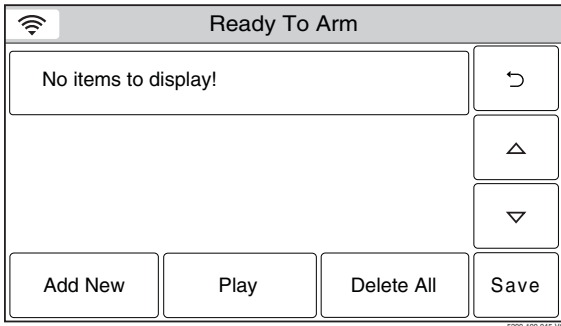 Ready To Arm
No items to display!
Add New
Play
Delete All
Save